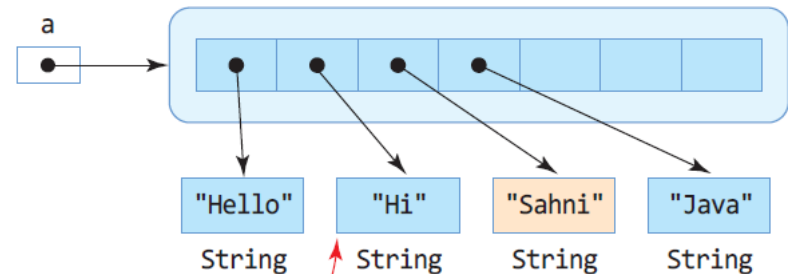 a
"Hello" "Hi" "Sahni" "Java"
String String String String